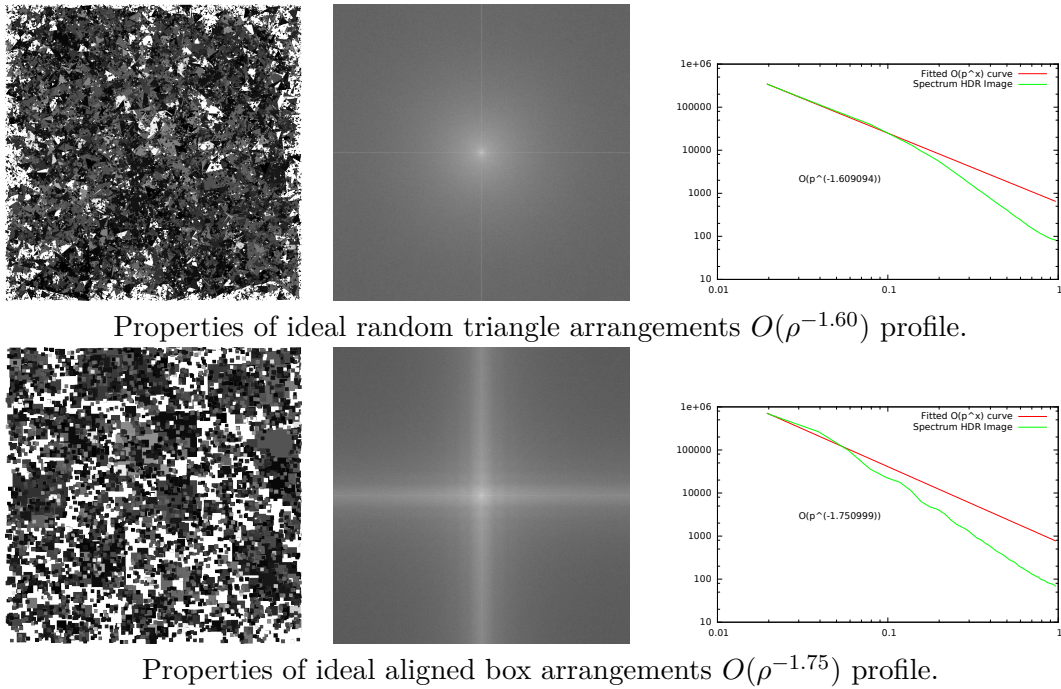 1e+06
100000
10000
1000
100
10
0.01
0.1
1
Fitted O(p^x) curve
Spectrum HDR Image
O(p^(-1.609094))
Properties of ideal random triangle arrangements O(ρ^{-1.60}) profile.
1e+06
100000
10000
1000
100
10
0.01
0.1
1
Fitted O(p^x) curve
Spectrum HDR Image
O(p^(-1.750999))
Properties of ideal aligned box arrangements O(ρ^{-1.75}) profile.